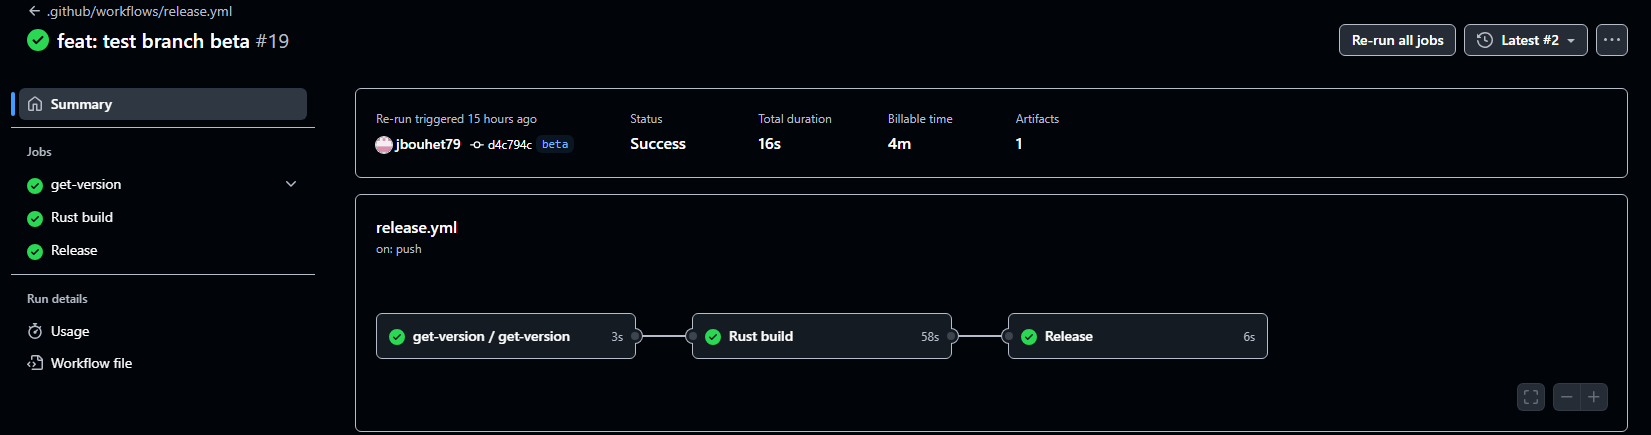 .github/workflows/release.yml
feat: test branch beta #19
Re-run all jobs
Latest #2
Summary
Jobs
get-version
Rust build
Release
Run details
Usage
Workflow file
Re-run triggered 15 hours ago
jbouhet79 d4c794c beta
Status
Success
Total duration
16s
Billable time
4m
Artifacts
1
release.yml
on: push
get-version / get-version 3s
Rust build 58s
Release 6s